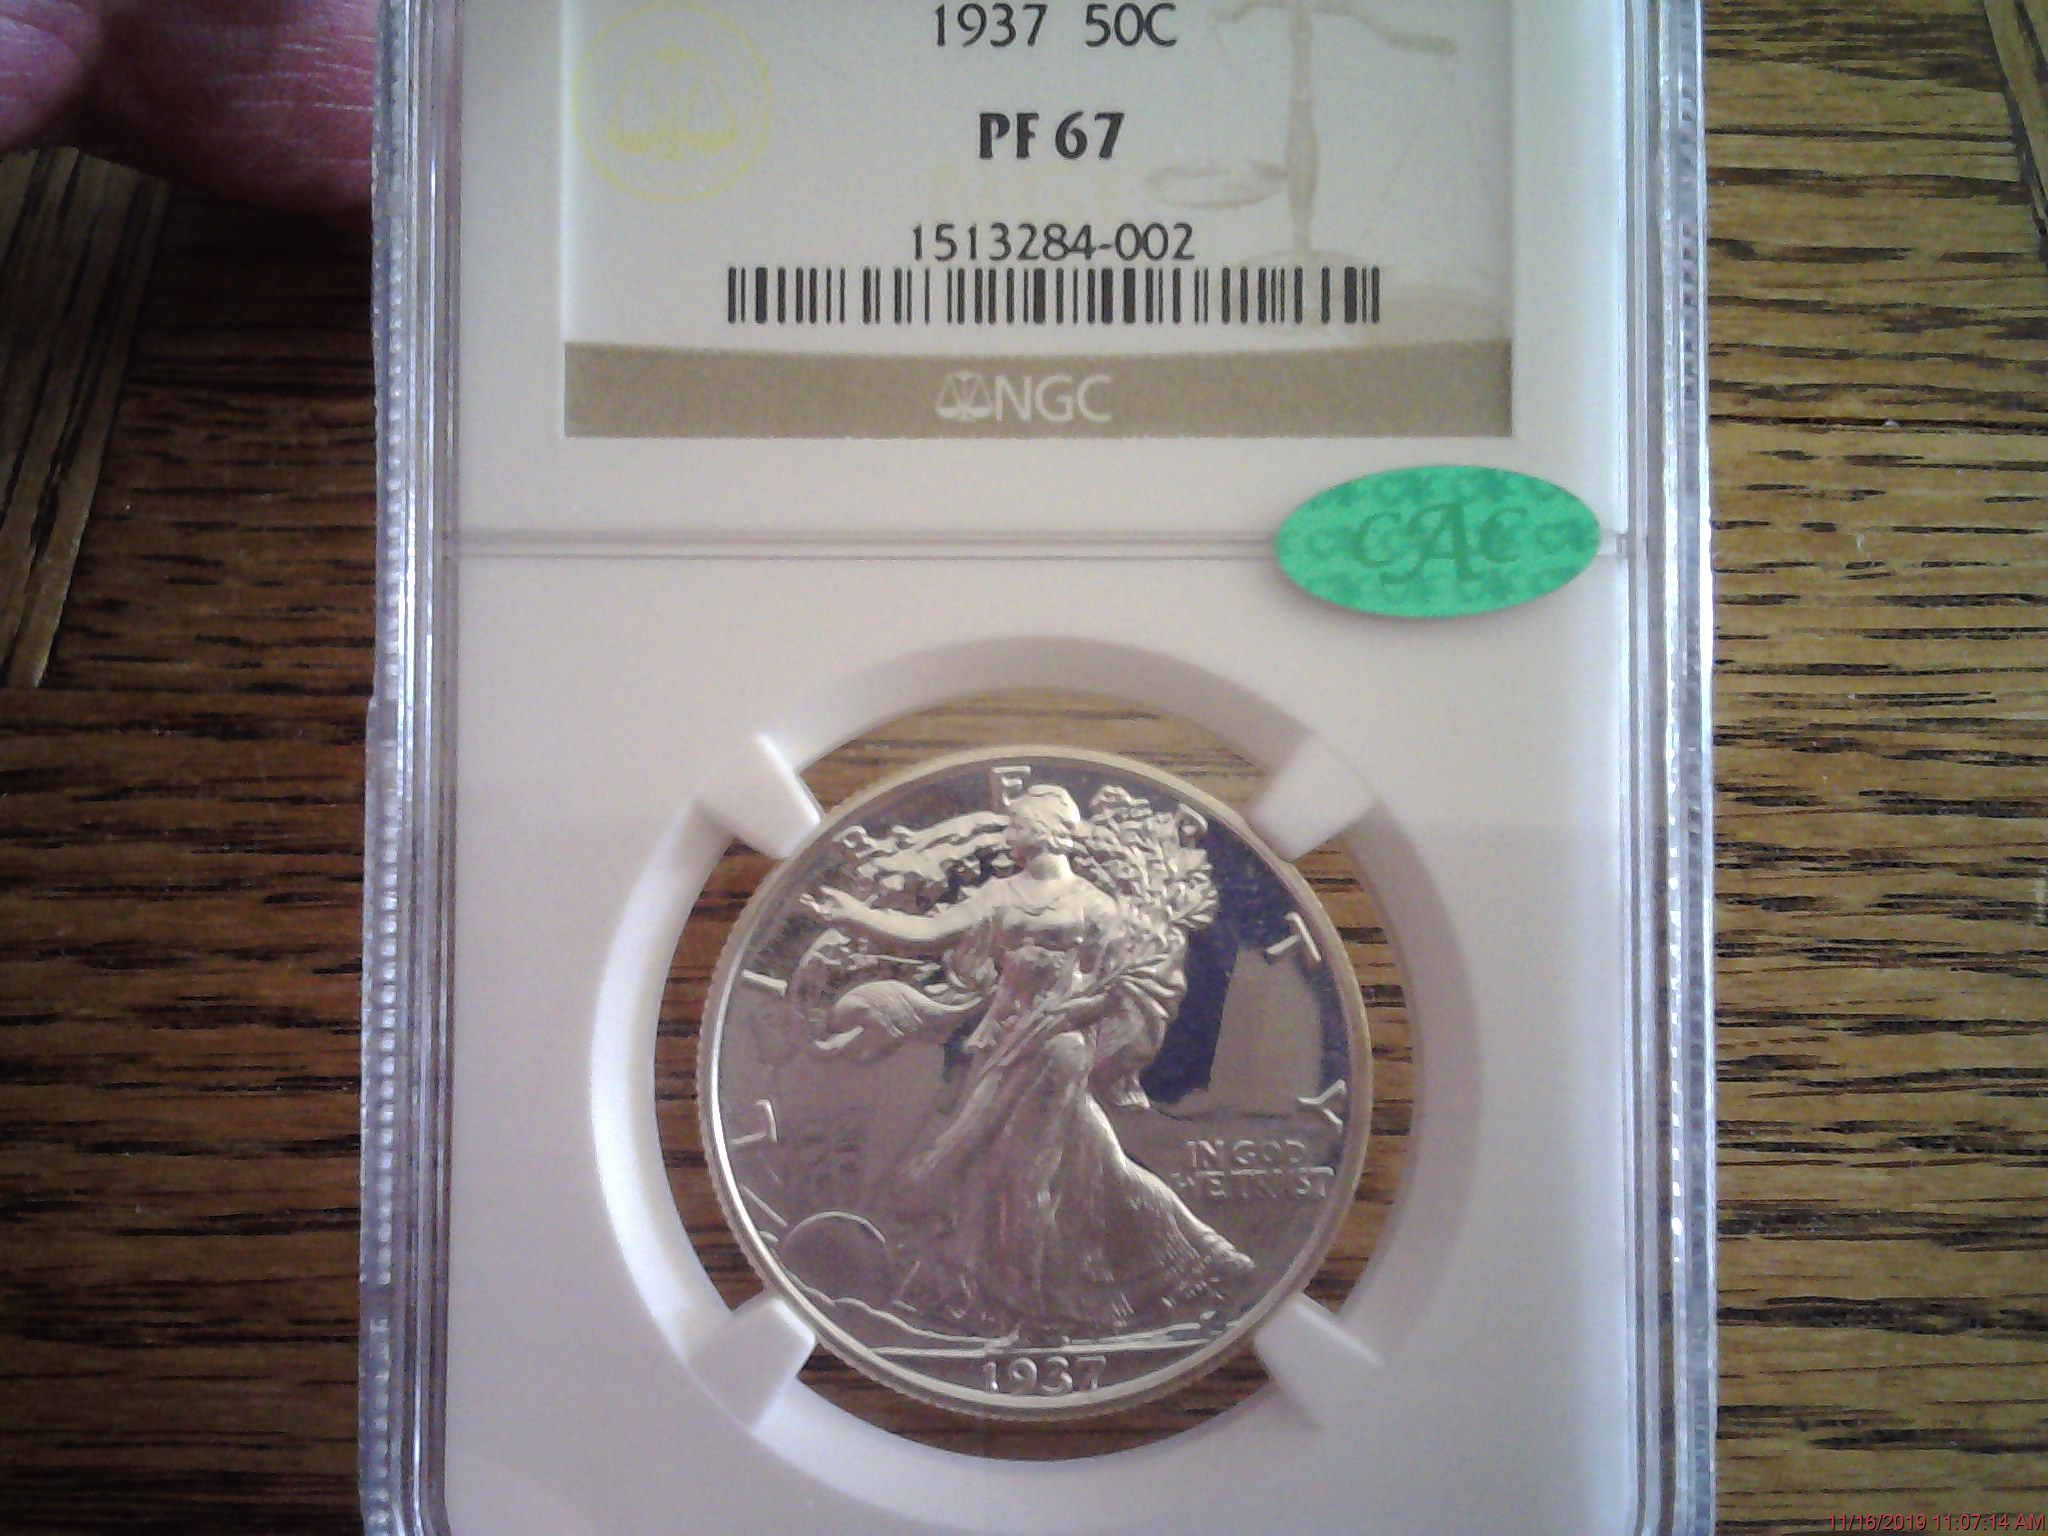 1937 50C
PF 67
1513284-002
NGC
CAC
LIBERTY
IN GOD
WE TRUST
1937
11/16/2019 11:07:14 AM